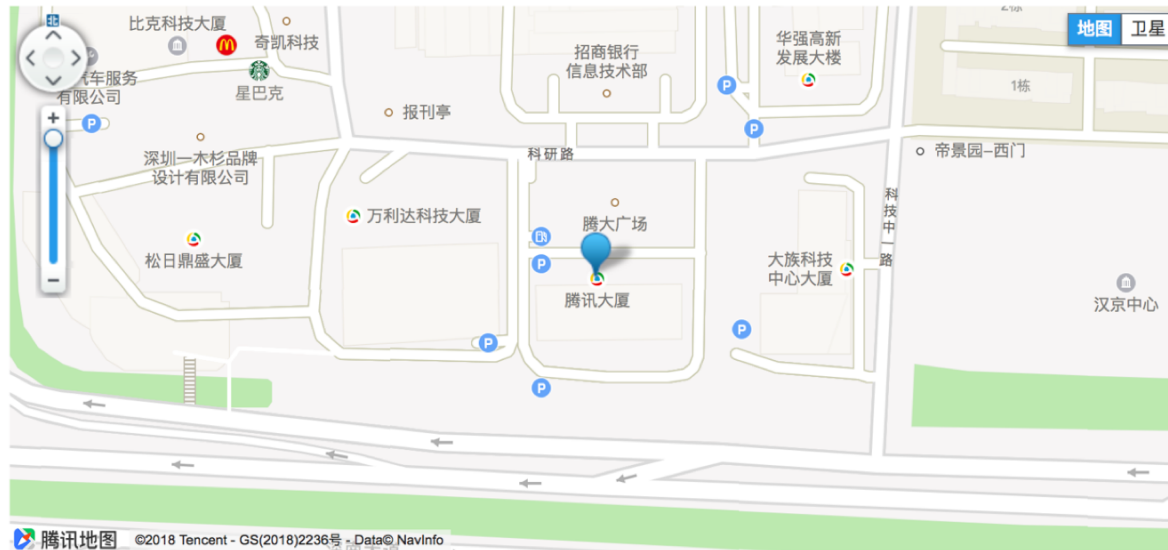 北
比克科技大厦
奇凯科技
汽车服务
有限公司
星巴克
报刊亭
招商银行
信息技术部
华强高新
发展大楼
2栋
地图
卫星
1栋
P
P
P
+
−
深圳一木杉品牌
设计有限公司
科研路
帝景园-西门
万利达科技大厦
腾大广场
科技中一路
松日鼎盛大厦
P
腾讯大厦
大族科技
中心大厦
汉京中心
P
P
P
腾讯地图
©2018 Tencent - GS(2018)2236号 - Data© NavInfo